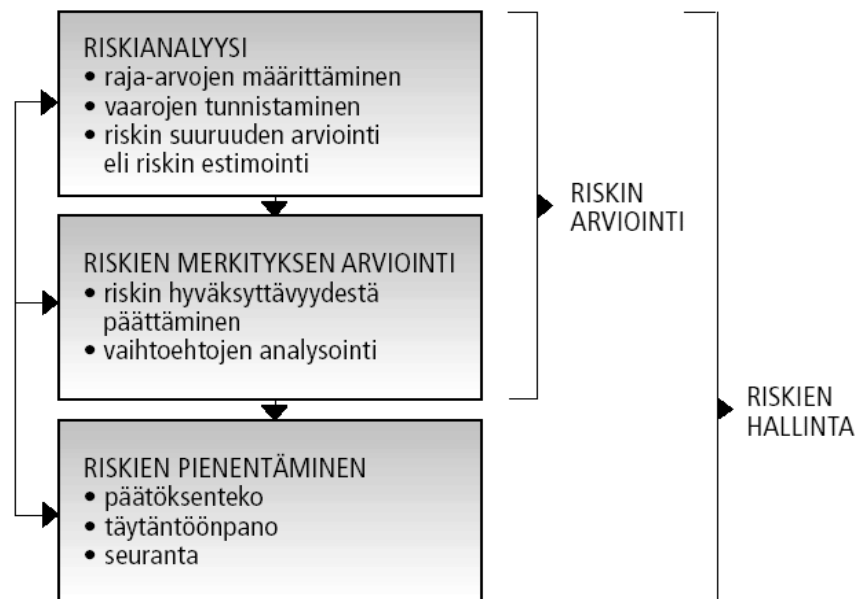 RISKIANALYYSI
• raja-arvojen määrittäminen
• vaarojen tunnistaminen
• riskin suuruuden arviointi
eli riskin estimointi
RISKIEN MERKITYKSEN ARVIOINTI
• riskin hyväksyttävyydestä
päättäminen
• vaihtoehtojen analysointi
RISKIEN PIENENTÄMINEN
• päätöksenteko
• täytäntöönpano
• seuranta
RISKIN
ARVIOINTI
RISKIEN
HALLINTA